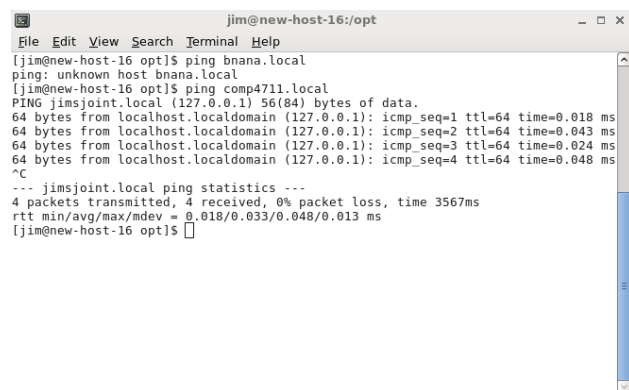 jim@new-host-16:/opt
File Edit View Search Terminal Help
[jim@new-host-16 opt]$ ping bnana.local
ping: unknown host bnana.local
[jim@new-host-16 opt]$ ping comp4711.local
PING jimsjoint.local (127.0.0.1) 56(84) bytes of data.
64 bytes from localhost.localdomain (127.0.0.1): icmp_seq=1 ttl=64 time=0.018 ms
64 bytes from localhost.localdomain (127.0.0.1): icmp_seq=2 ttl=64 time=0.043 ms
64 bytes from localhost.localdomain (127.0.0.1): icmp_seq=3 ttl=64 time=0.024 ms
64 bytes from localhost.localdomain (127.0.0.1): icmp_seq=4 ttl=64 time=0.048 ms
^C
--- jimsjoint.local ping statistics ---
4 packets transmitted, 4 received, 0% packet loss, time 3567ms
rtt min/avg/max/mdev = 0.018/0.033/0.048/0.013 ms
[jim@new-host-16 opt]$